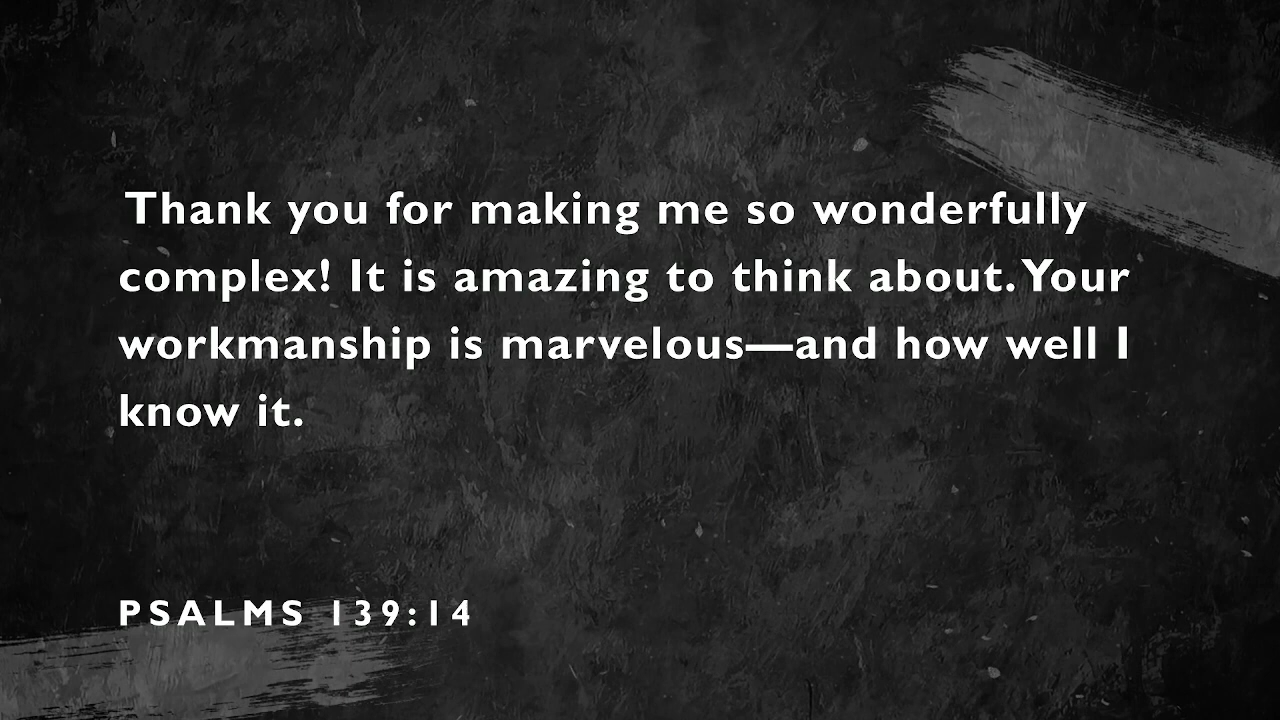 Thank you for making me so wonderfully
complex! It is amazing to think about. Your
workmanship is marvelous—and how well I
know it.
PSALMS 139:14